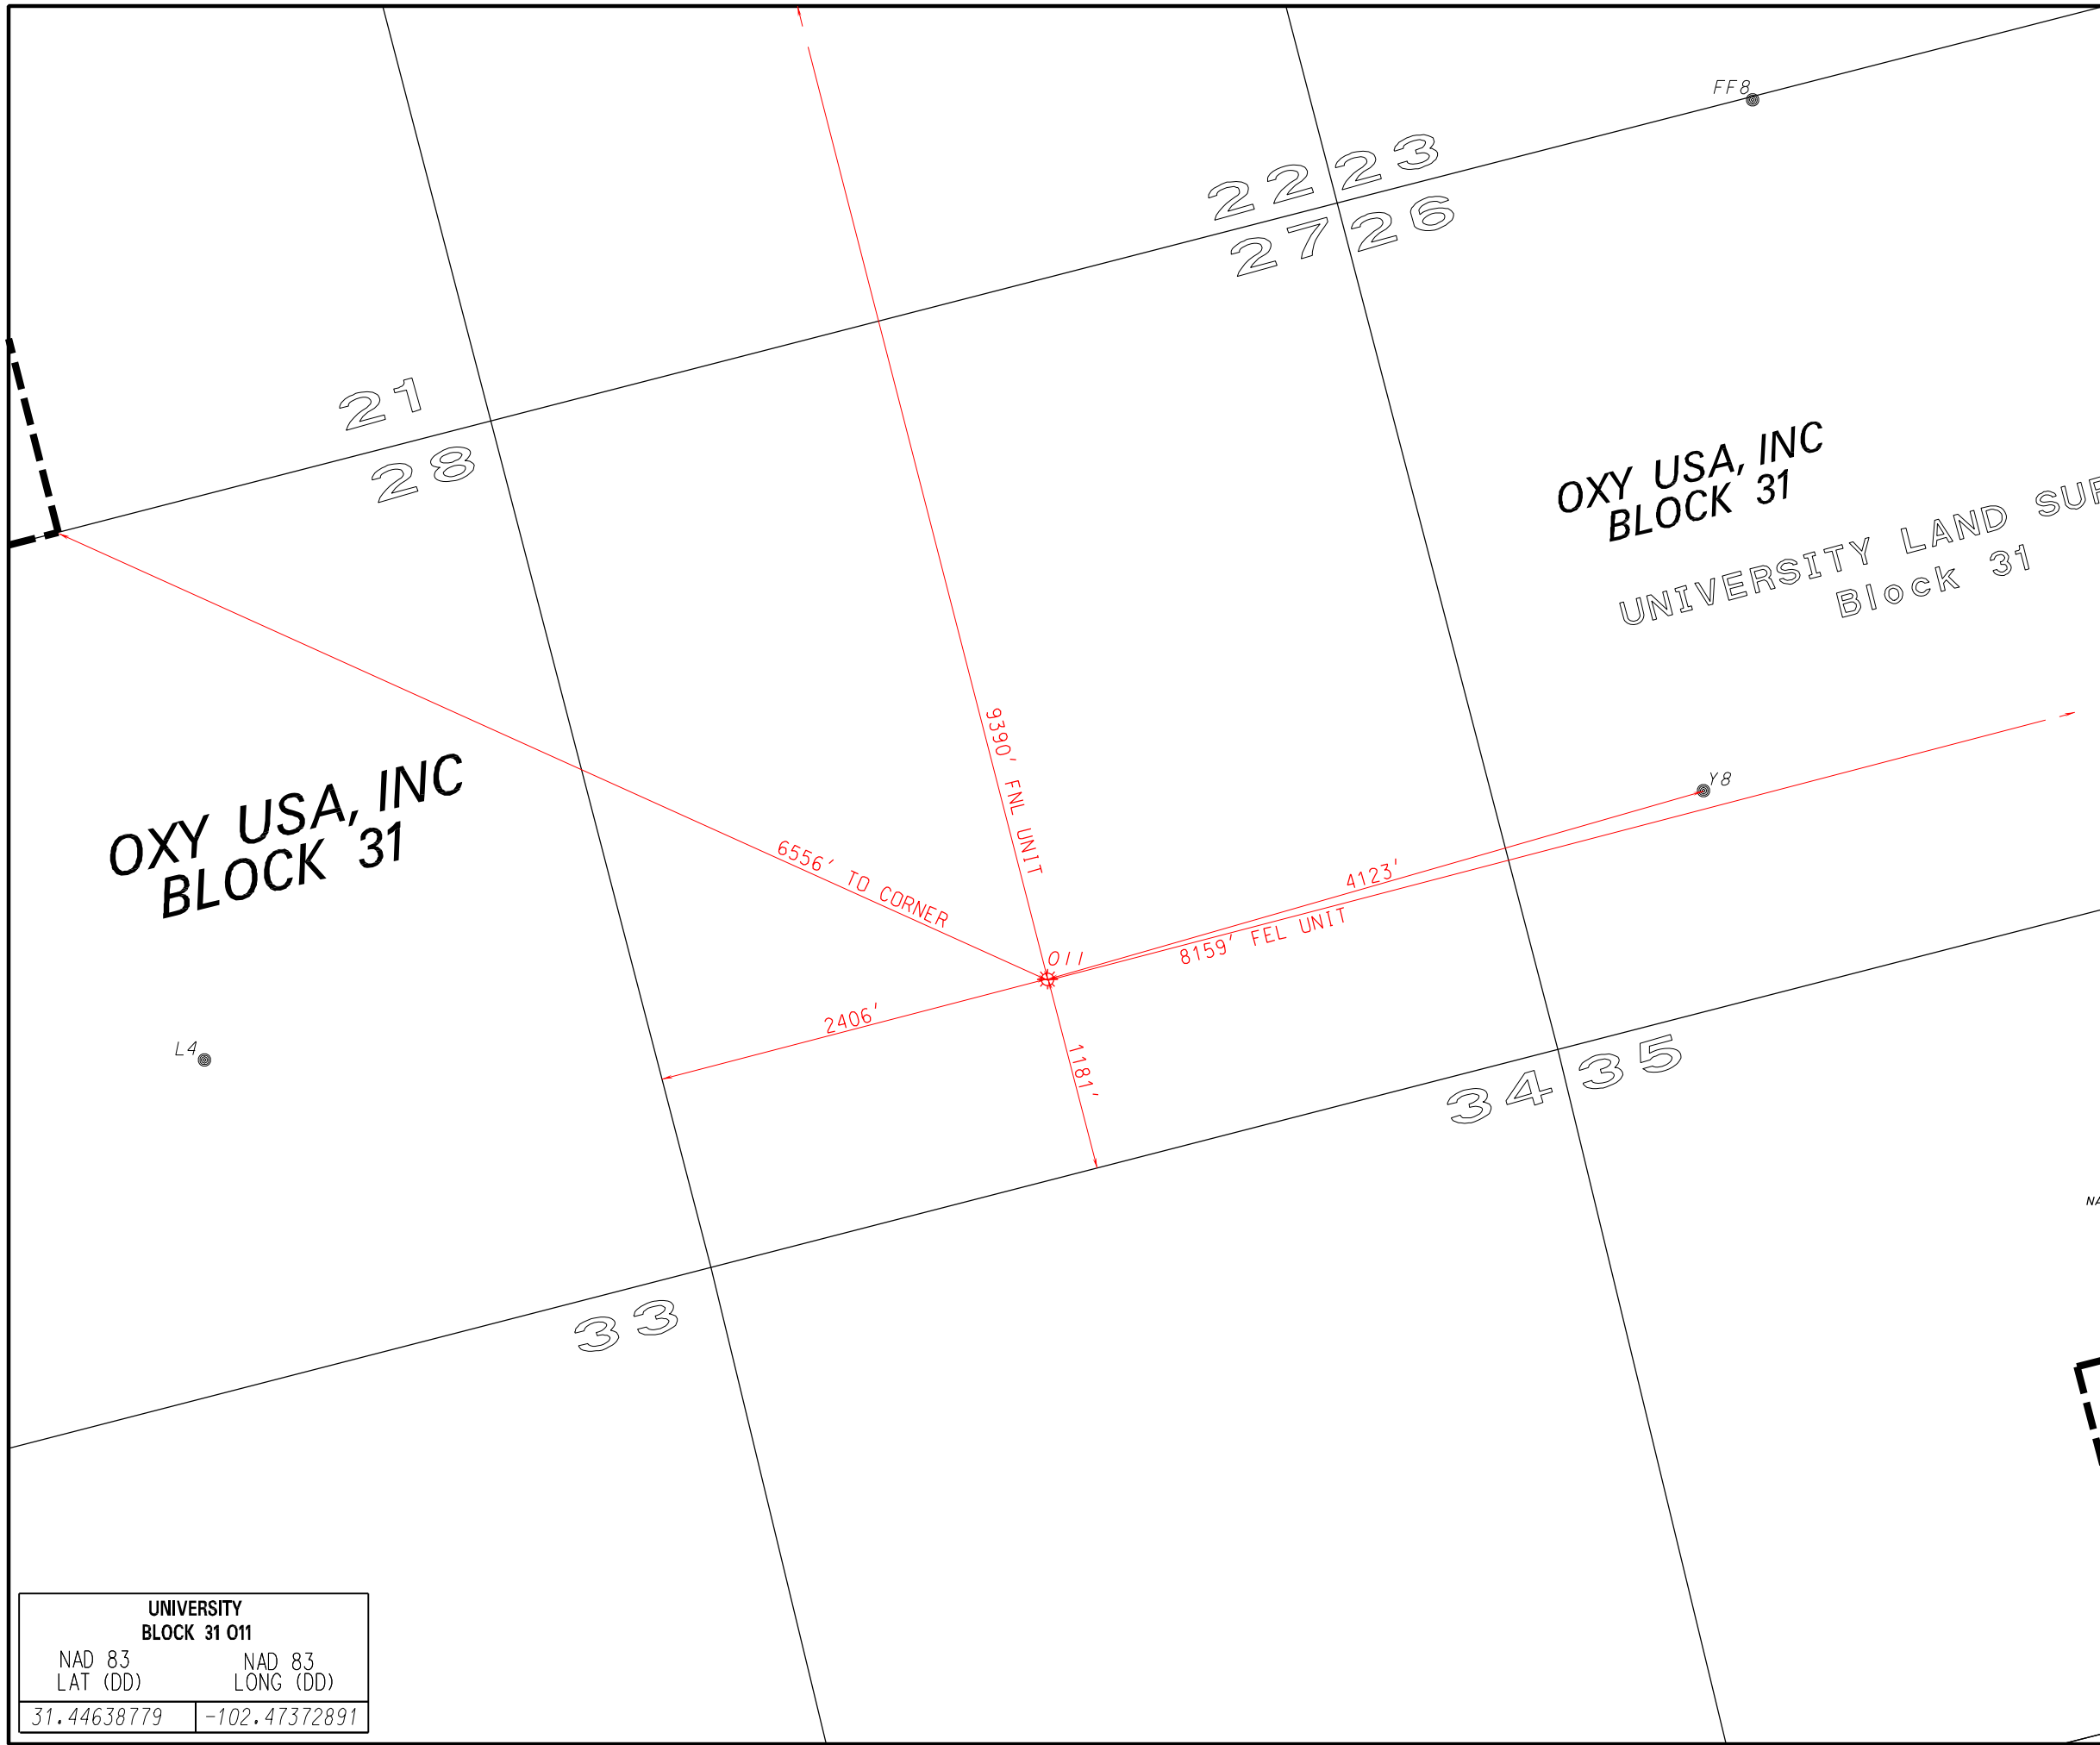 FF8
22 23
27 26
21
28
OXY USA, INC
BLOCK 31
UNIVERSITY LAND
Block 31
9390' FNL UNIT
Y8
OXY USA, INC
BLOCK 31
6556' TO CORNER
4123'
8159' FEL UNIT
O11
2406'
L4
1181'
34 35
33
UNIVERSITY
BLOCK 31 O11
NAD 83 NAD 83
LAT (DD) LONG (DD)
31.44638779 -102.47372891